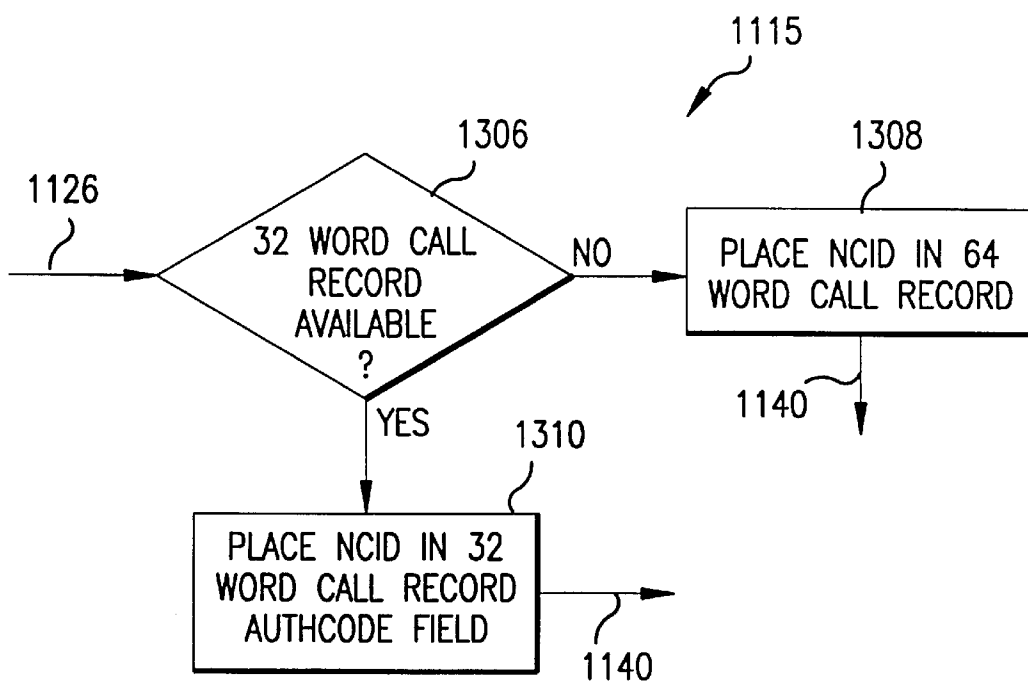 1115
1306
1308
1126
32 WORD CALL
RECORD
AVAILABLE
?
NO
PLACE NCID IN 64
WORD CALL RECORD
1140
YES
1310
PLACE NCID IN 32
WORD CALL RECORD
AUTHCODE FIELD
1140